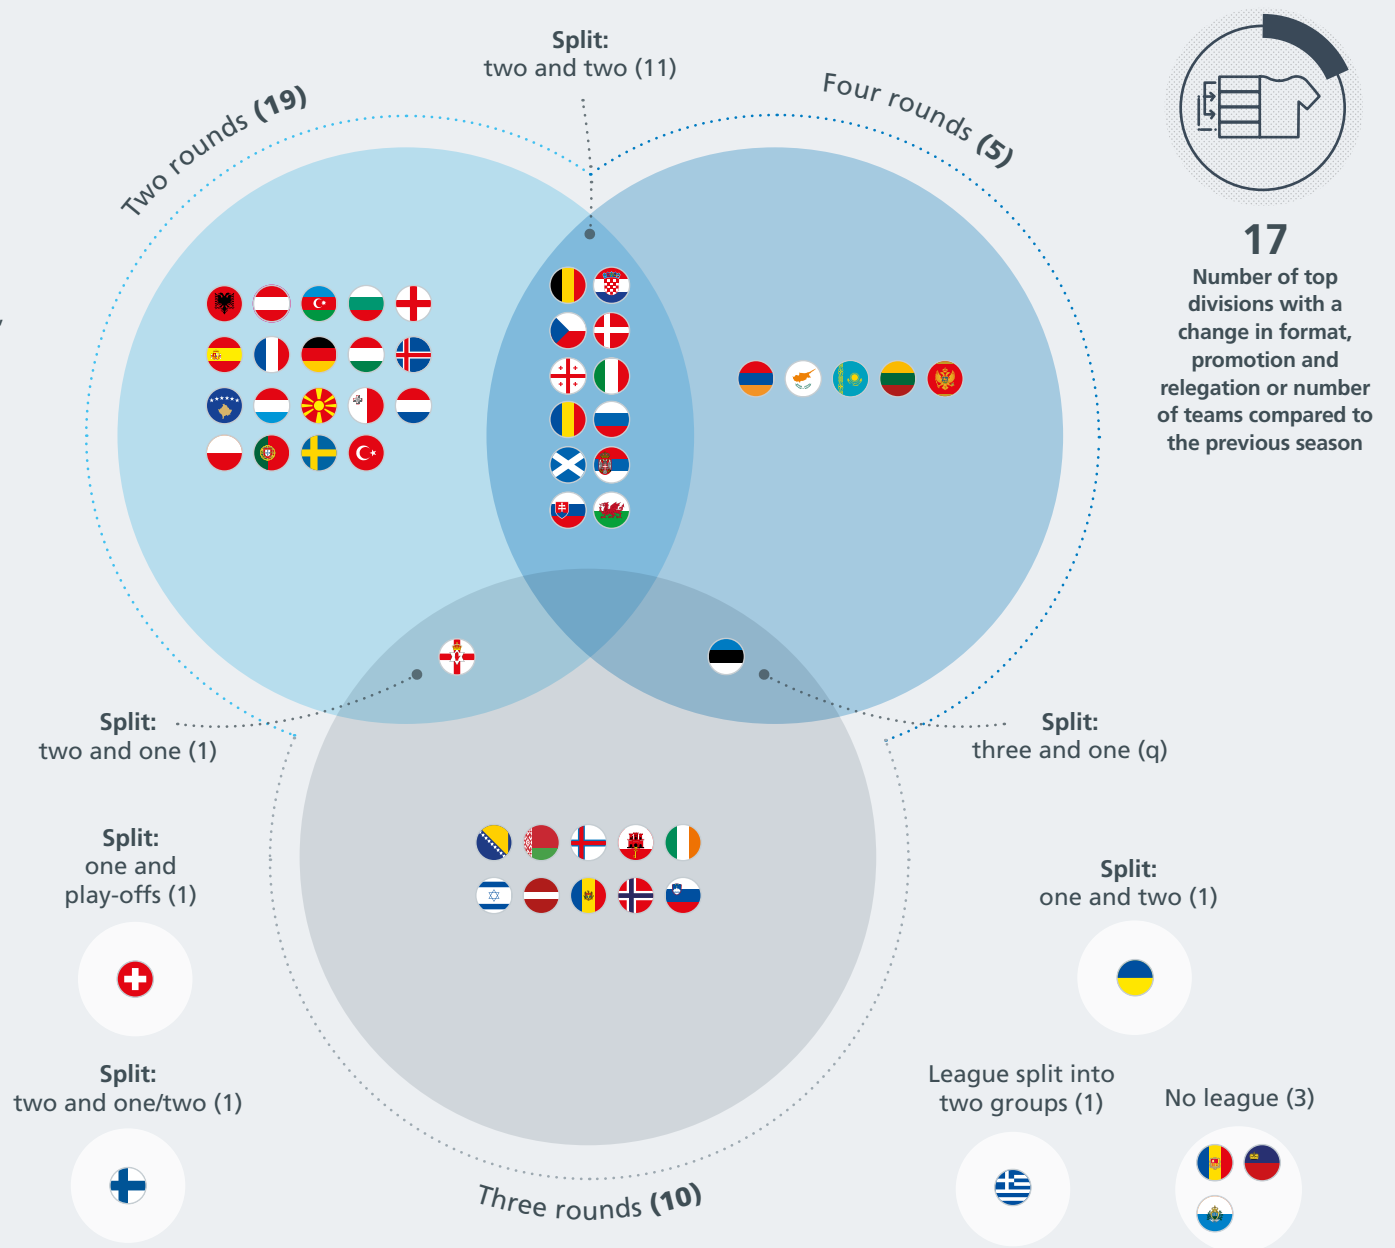 Split:
two and two (11)
Two rounds (19)
Four rounds (5)
17
Number of top
divisions with a
change in format,
promotion and
relegation or number
of teams compared to
the previous season
Split:
two and one (1)
Split:
three and one (q)
Split:
one and
play-offs (1)
Split:
one and two (1)
Split:
two and one/two (1)
League split into
two groups (1)
No league (3)
Three rounds (10)